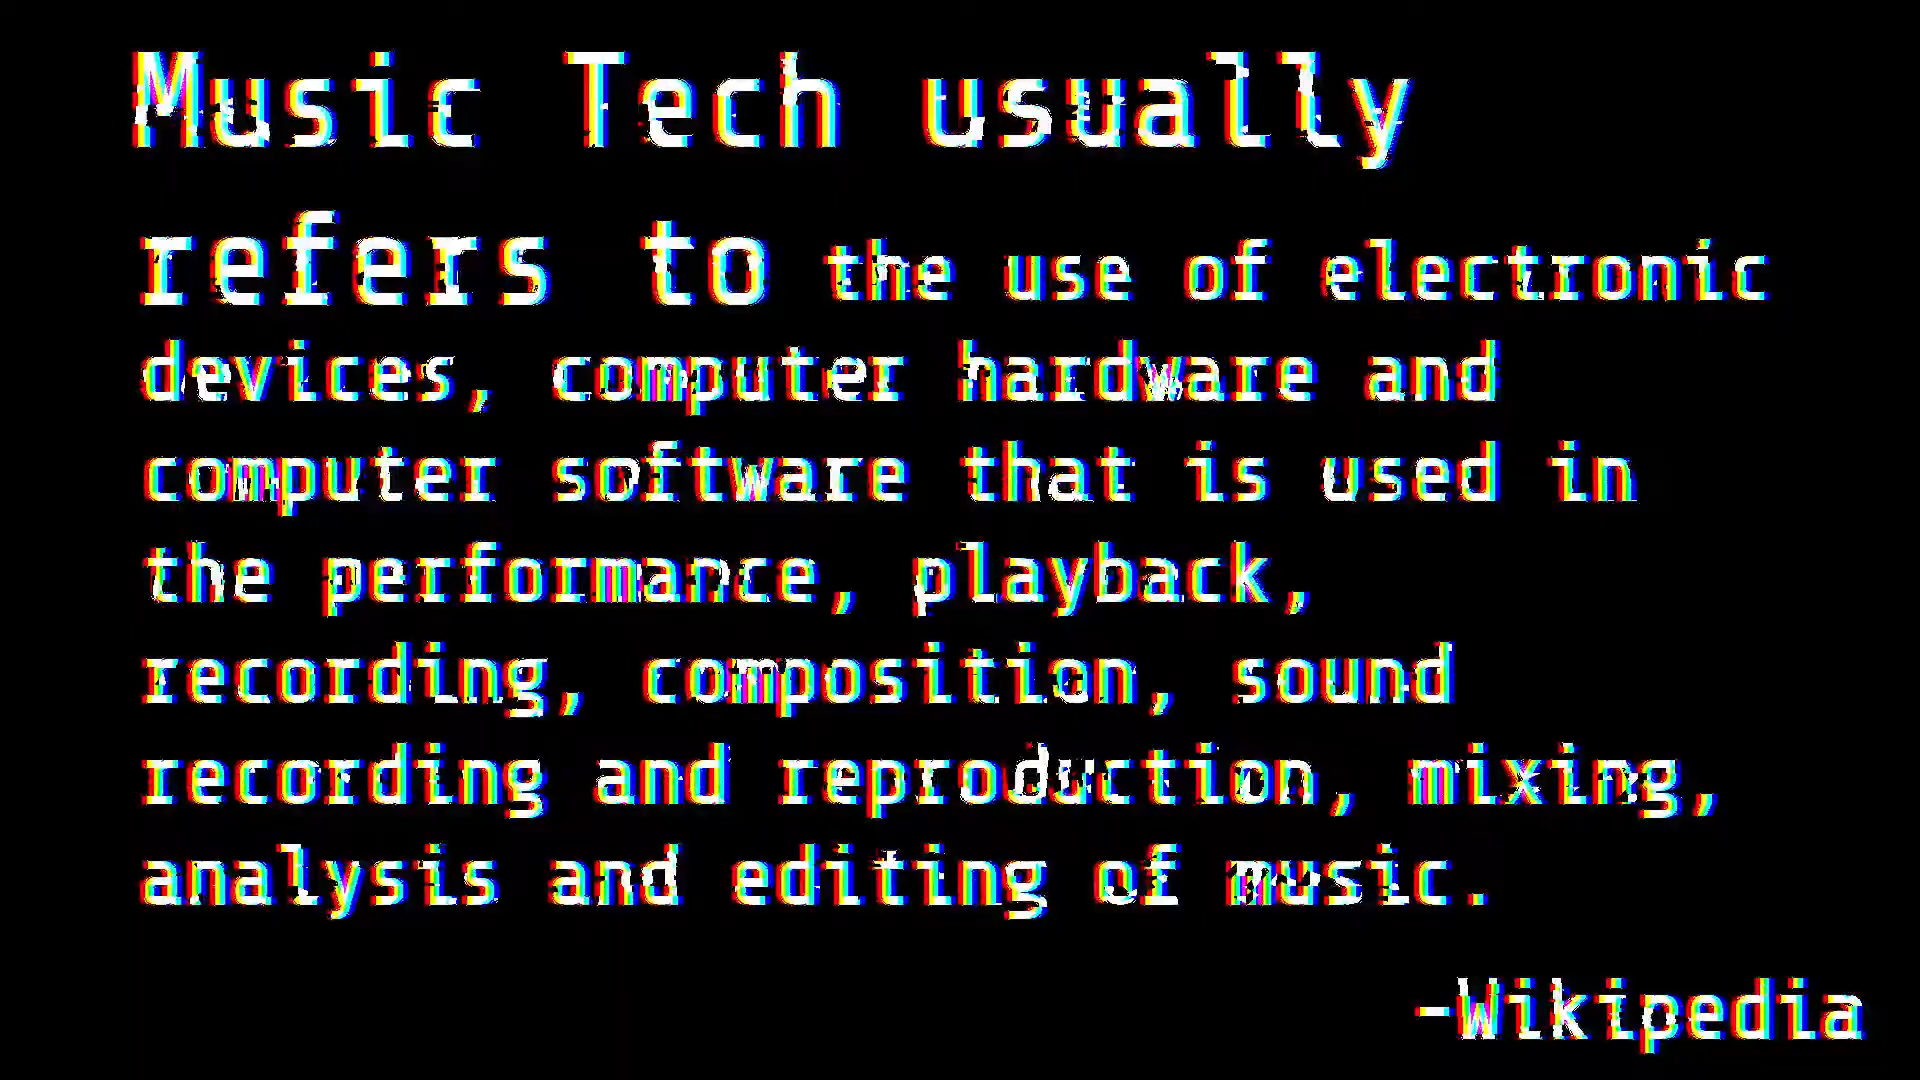 Music Tech usually
refers to the use of electronic
devices, computer hardware and
computer software that is used in
the performance, playback,
recording, composition, sound
recording and reproduction, mixing,
analysis and editing of music.
-Wikipedia